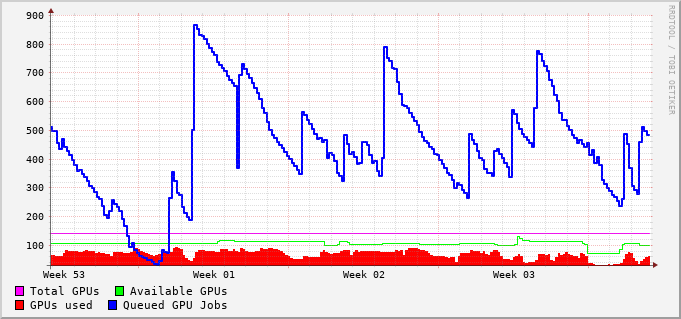 900
800
700
600
500
400
300
200
100
Week 53 Week 01 Week 02 Week 03
Total GPUs Available GPUs
GPUs used Queued GPU Jobs
RRDTOOL / TOBI OETIKER